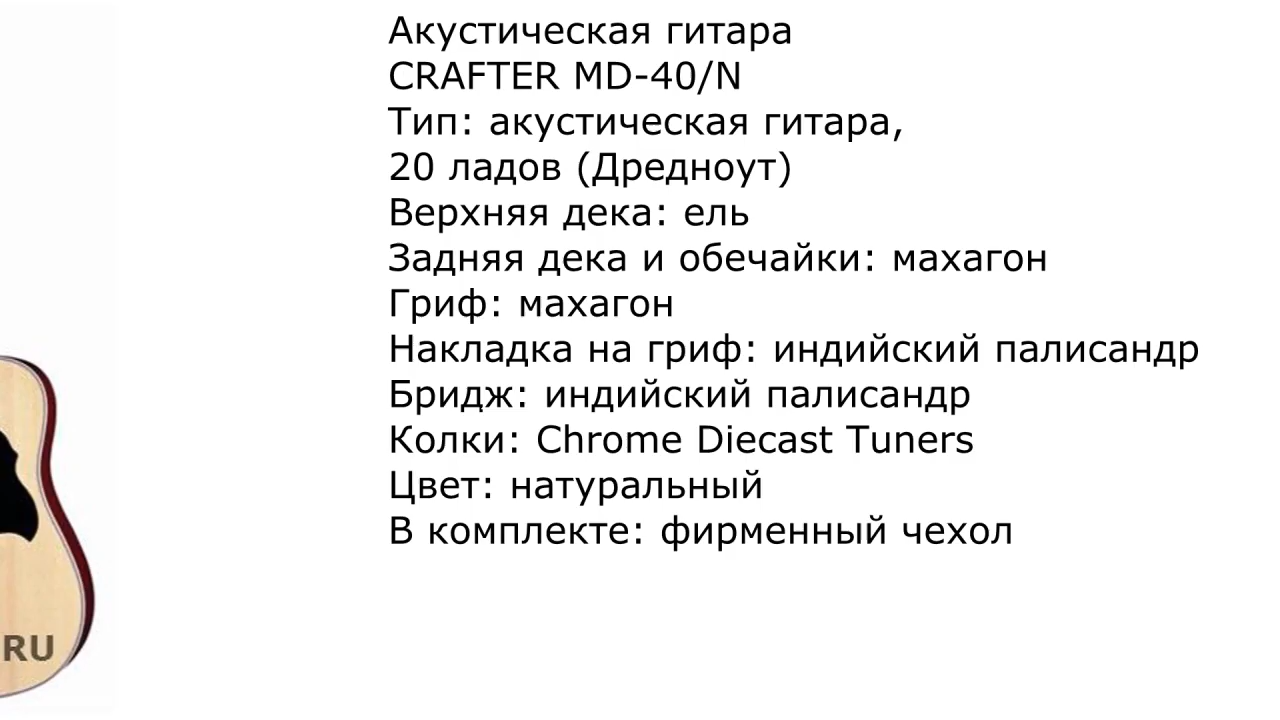 Акустическая гитара
CRAFTER MD-40/N
Тип: акустическая гитара,
20 ладов (Дредноут)
Верхняя дека: ель
Задняя дека и обечайки: махагон
Гриф: махагон
Накладка на гриф: индийский палисандр
Бридж: индийский палисандр
Колки: Chrome Diecast Tuners
Цвет: натуральный
В комплекте: фирменный чехол
RU